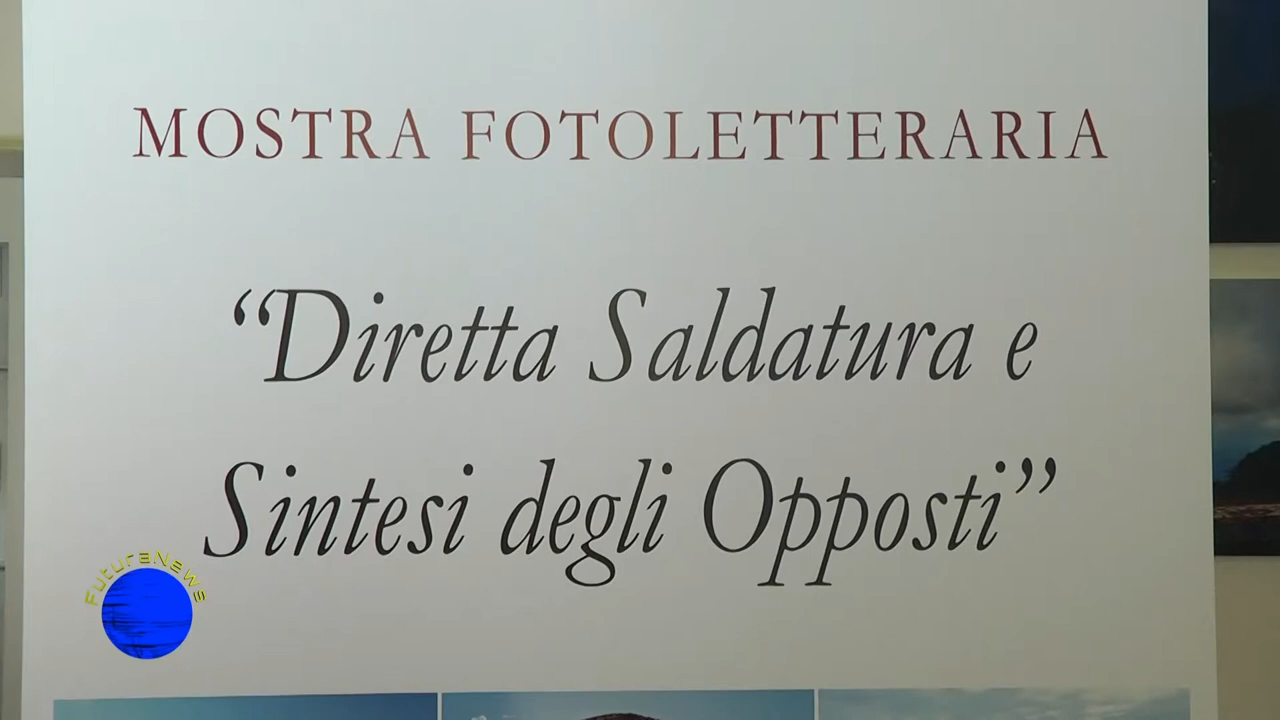 MOSTRA FOTOLETTERARIA
“Diretta Saldatura e
Sintesi degli Opposti”
FuturaNews